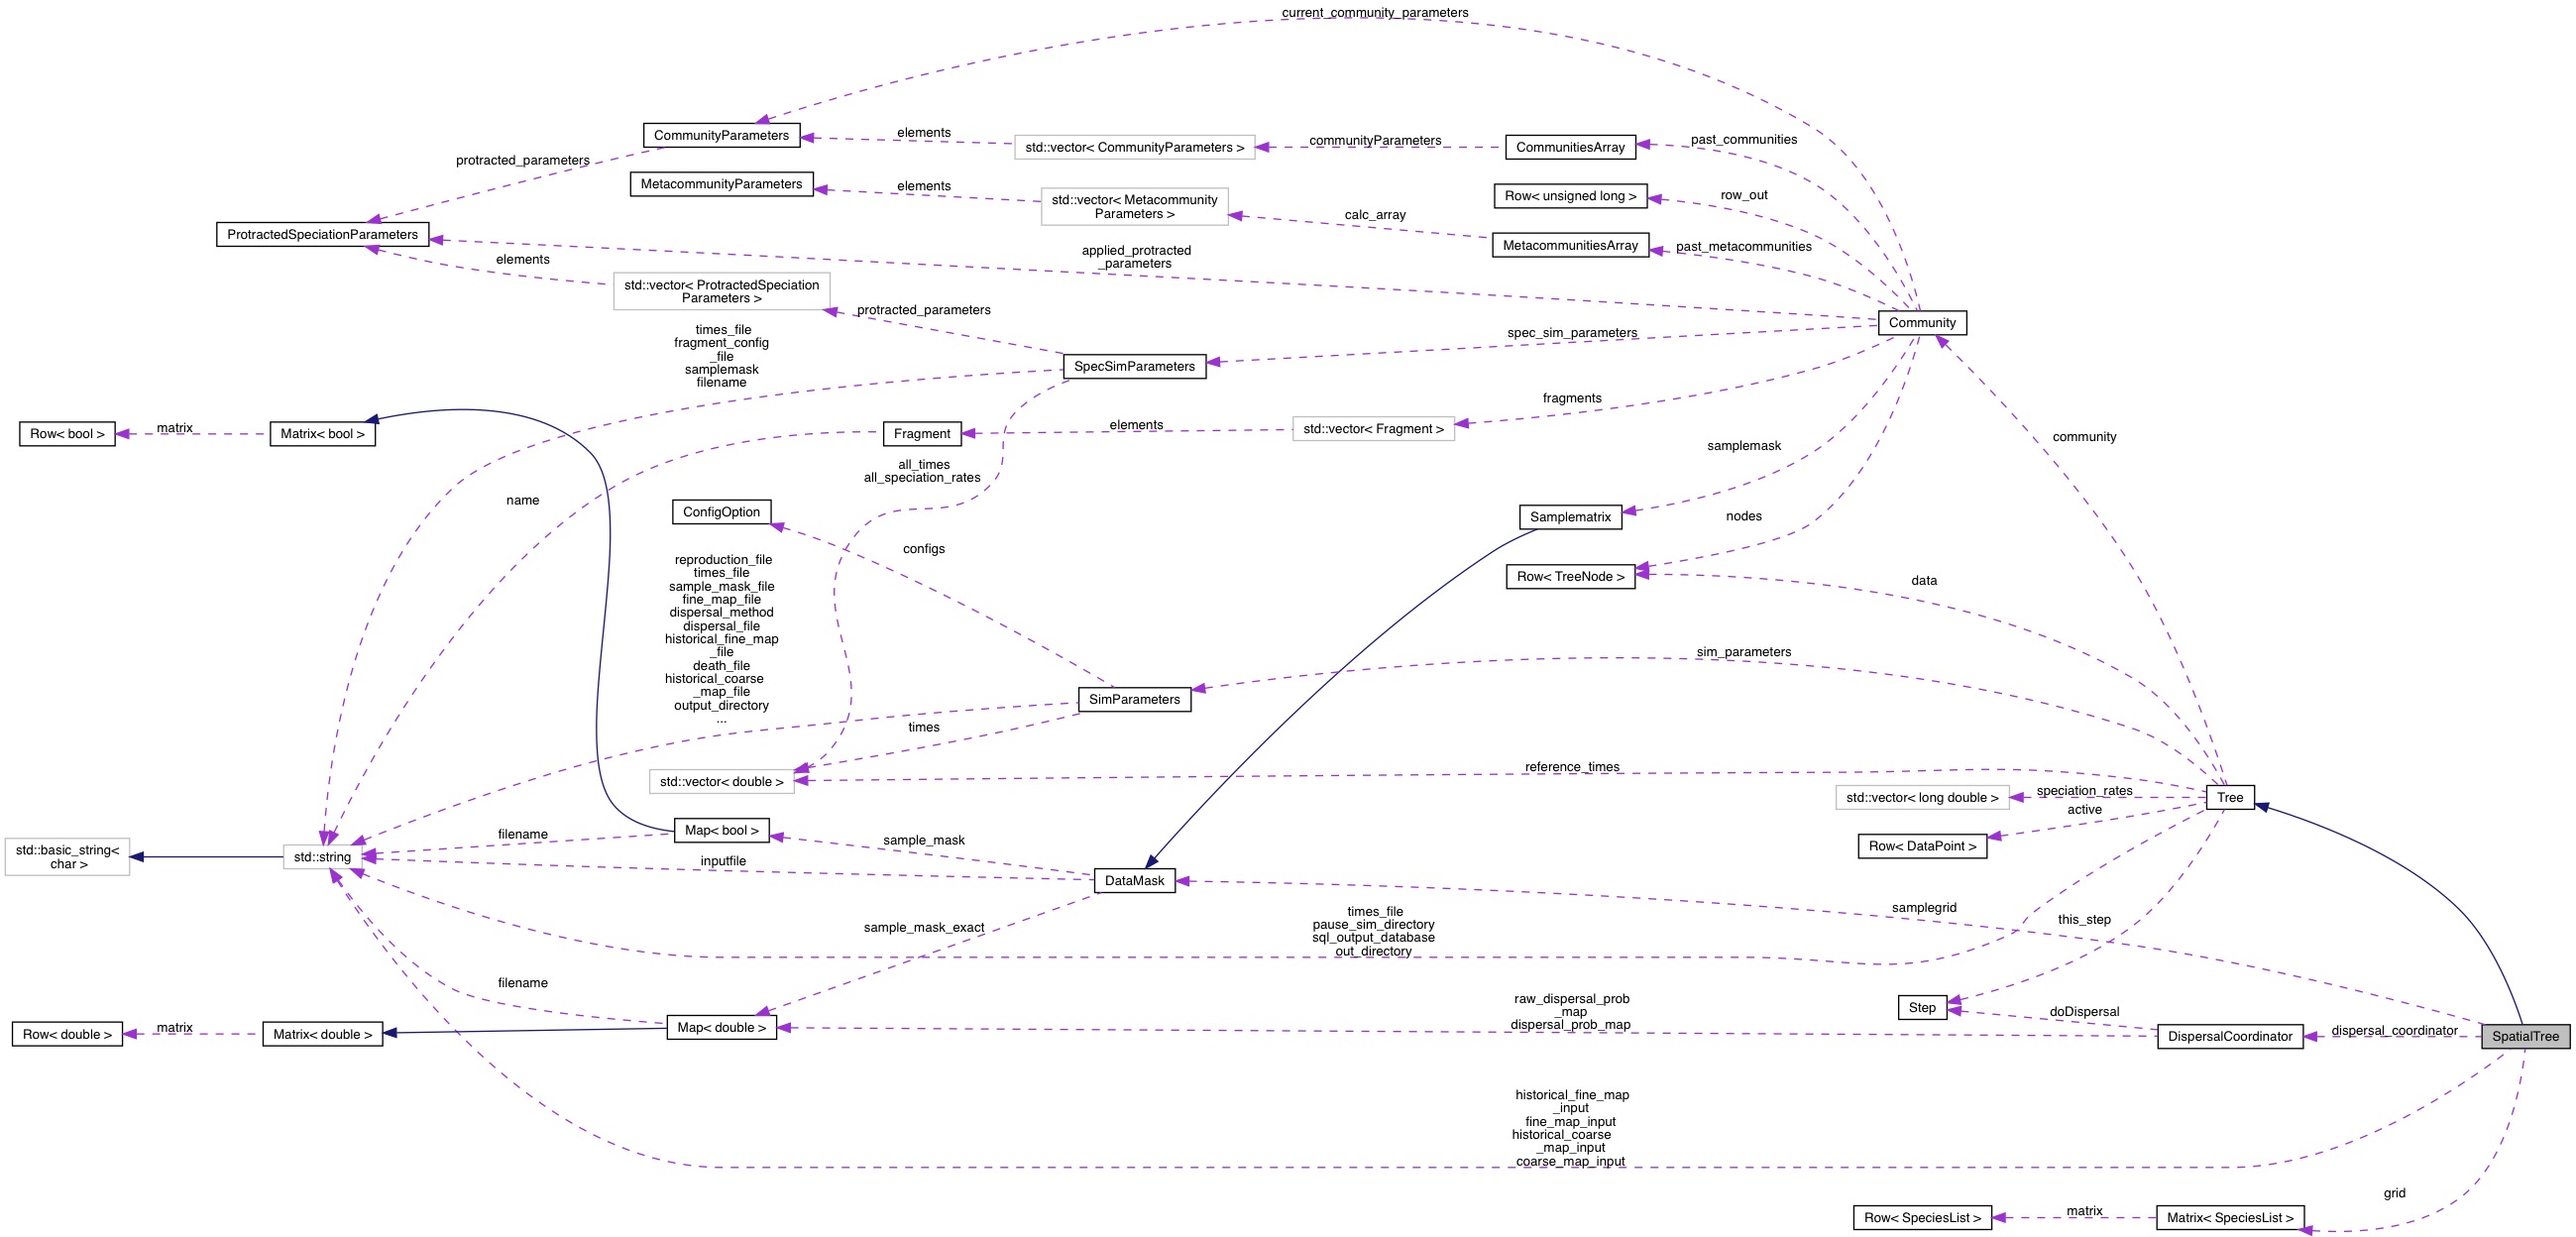 current_community_parameters
CommunityParameters
elements
std::vector< CommunityParameters >
communityParameters
CommunitiesArray
past_communities
protracted_parameters
MetacommunityParameters
elements
std::vector< Metacommunity
Parameters >
calc_array
Row< unsigned long >
row_out
ProtractedSpeciationParameters
MetacommunitiesArray
past_metacommunities
elements
applied_protracted
_parameters
std::vector< ProtractedSpeciation
Parameters >
protracted_parameters
Community
times_file
fragment_config
_file
samplemask
filename
spec_sim_parameters
SpecSimParameters
fragments
Row< bool >
matrix
Matrix< bool >
Fragment
elements
std::vector< Fragment >
community
samplemask
all_times
all_speciation_rates
name
ConfigOption
Samplematrix
nodes
configs
Row< TreeNode >
data
reproduction_file
times_file
sample_mask_file
fine_map_file
dispersal_method
dispersal_file
historical_fine_map
_file
death_file
historical_coarse
_map_file
output_directory
...
sim_parameters
SimParameters
times
std::vector< double >
reference_times
std::vector< long double >
speciation_rates
Tree
active
Row< DataPoint >
std::basic_string<
char >
std::string
filename
Map< bool >
sample_mask
inputfile
DataMask
samplegrid
this_step
sample_mask_exact
times_file
pause_sim_directory
sql_output_database
out_directory
filename
raw_dispersal_prob
_map
dispersal_prob_map
Step
doDispersal
Row< double >
matrix
Matrix< double >
Map< double >
DispersalCoordinator
dispersal_coordinator
SpatialTree
historical_fine_map
_input
fine_map_input
historical_coarse
_map_input
coarse_map_input
grid
Row< SpeciesList >
matrix
Matrix< SpeciesList >